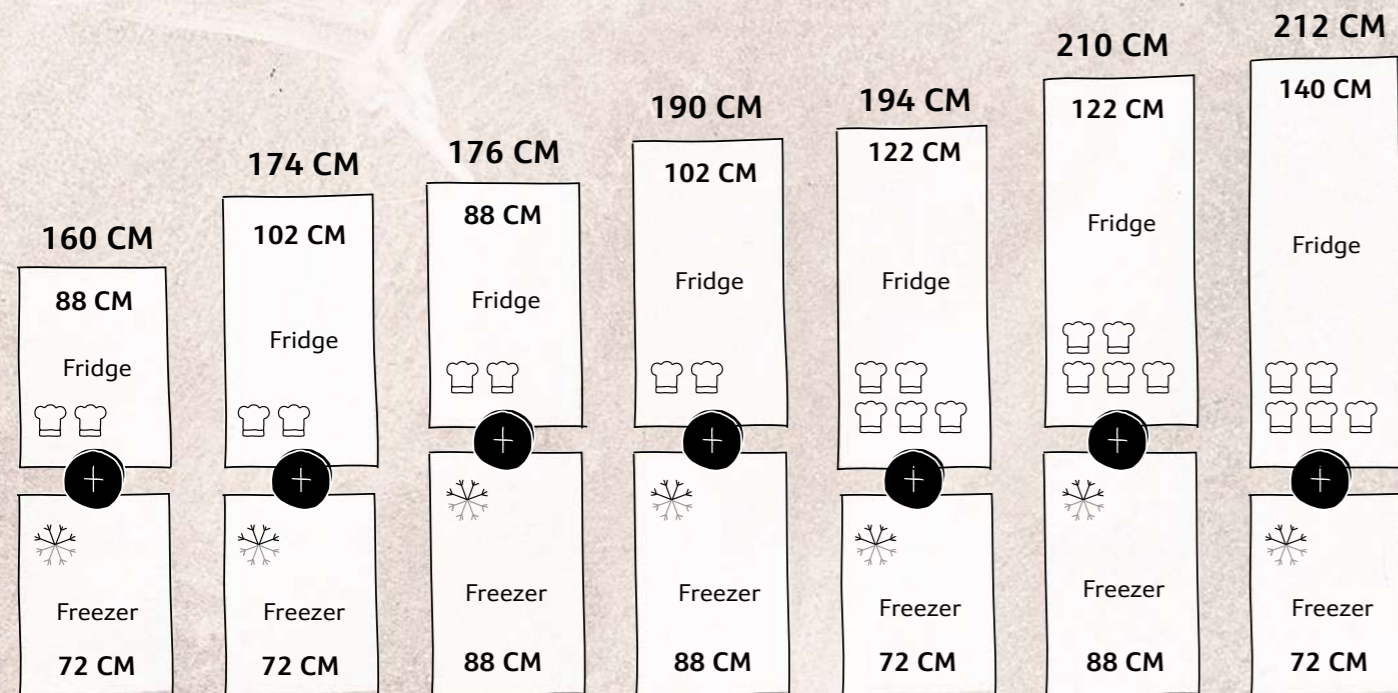 160 CM
88 CM
Fridge
Freezer
72 CM
174 CM
102 CM
Fridge
Freezer
72 CM
176 CM
88 CM
Fridge
Freezer
88 CM
190 CM
102 CM
Fridge
Freezer
88 CM
194 CM
122 CM
Fridge
Freezer
72 CM
210 CM
122 CM
Fridge
Freezer
88 CM
212 CM
140 CM
Fridge
Freezer
72 CM